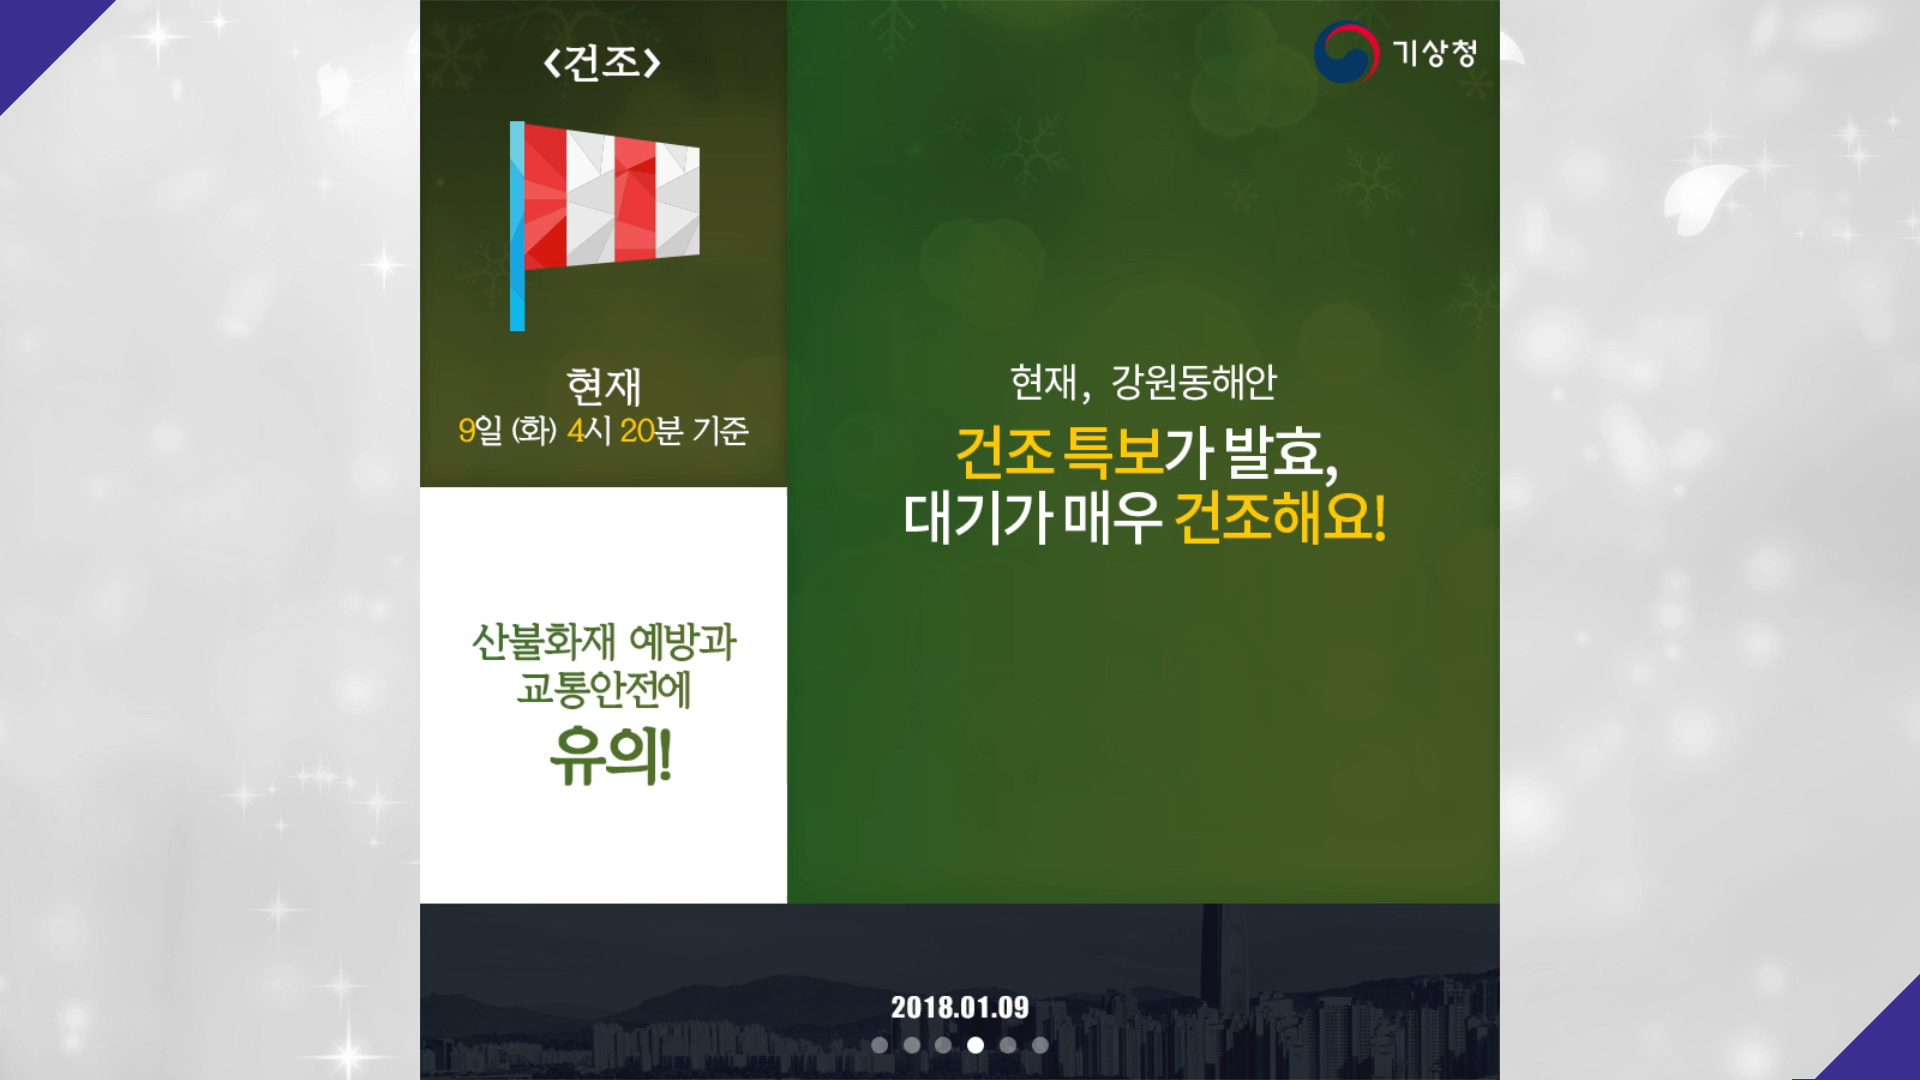 <건조>
현재
9일 (화) 4시 20분 기준
산불화재 예방과
교통안전에
유의!
기상청
현재, 강원동해안
건조 특보가 발효,
대기가 매우 건조해요!
2018.01.09